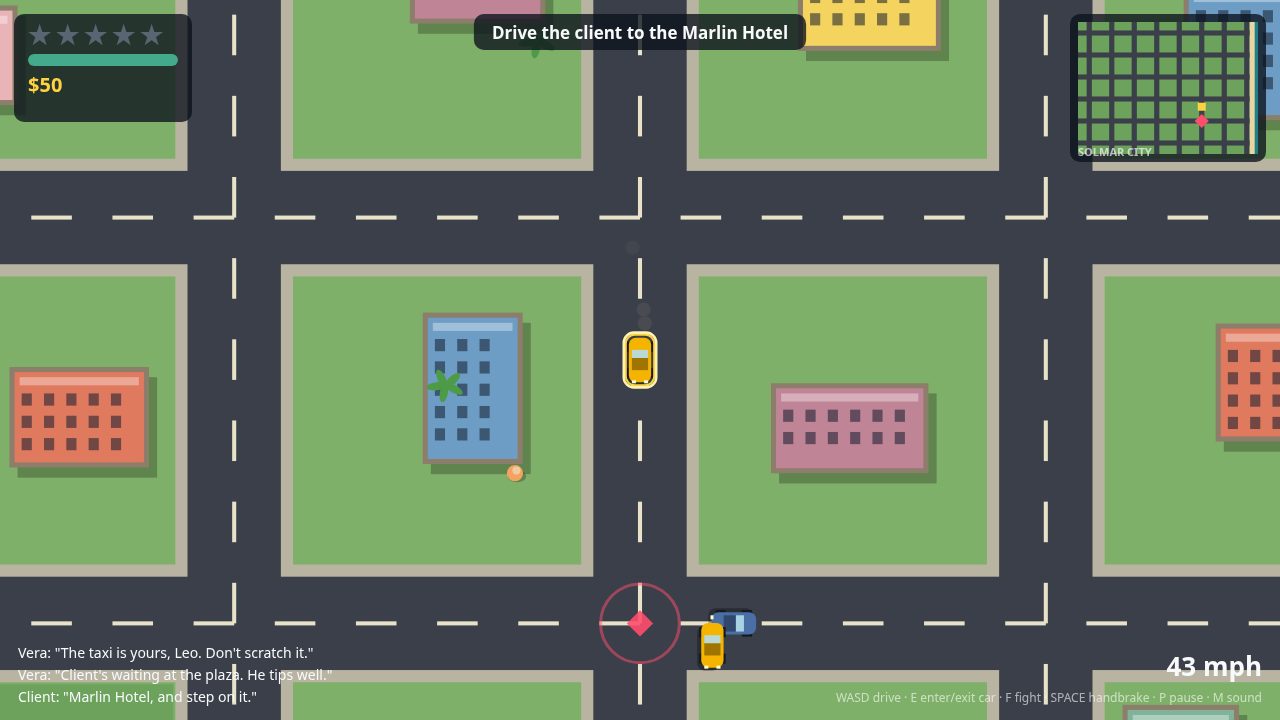 Drive the client to the Marlin Hotel
$50
SOLMAR CITY
Vera: "The taxi is yours, Leo. Don't scratch it."
Vera: "Client's waiting at the plaza. He tips well."
Client: "Marlin Hotel, and step on it."
43 mph
WASD drive · E enter/exit car · F fight · SPACE handbrake · P pause · M sound